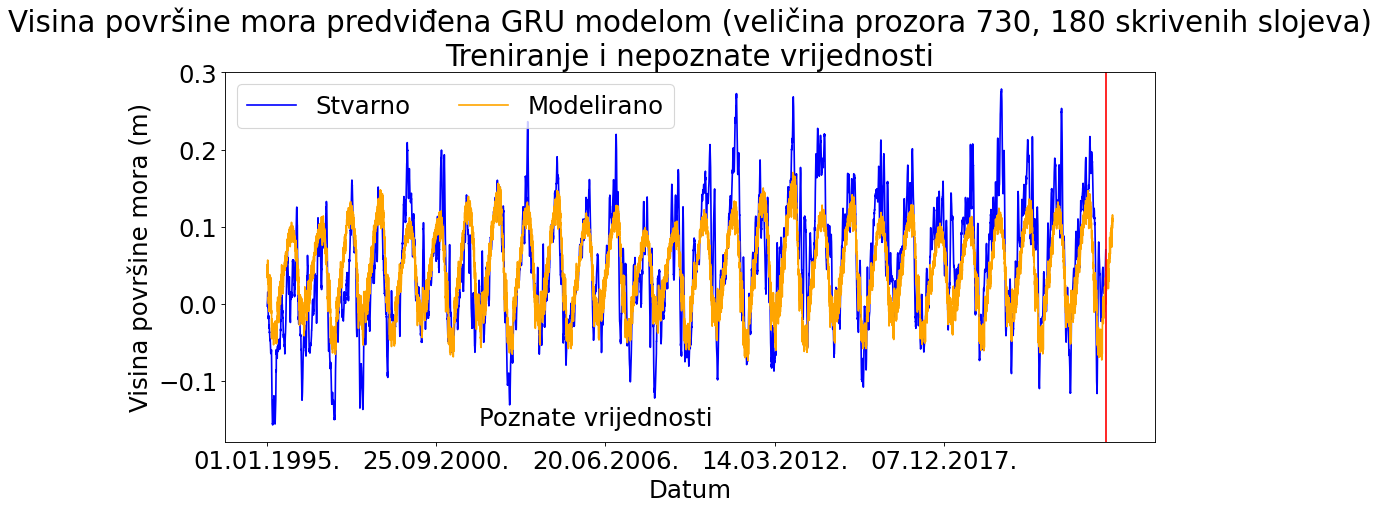 Visina površine mora predviđena GRU modelom (veličina prozora 730, 180 skrivenih slojeva)
Treniranje i nepoznate vrijednosti
Stvarno
Modelirano
Visina površine mora (m)
0.3
0.2
0.1
0.0
−0.1
Poznate vrijednosti
01.01.1995.
25.09.2000.
20.06.2006.
14.03.2012.
07.12.2017.
Datum